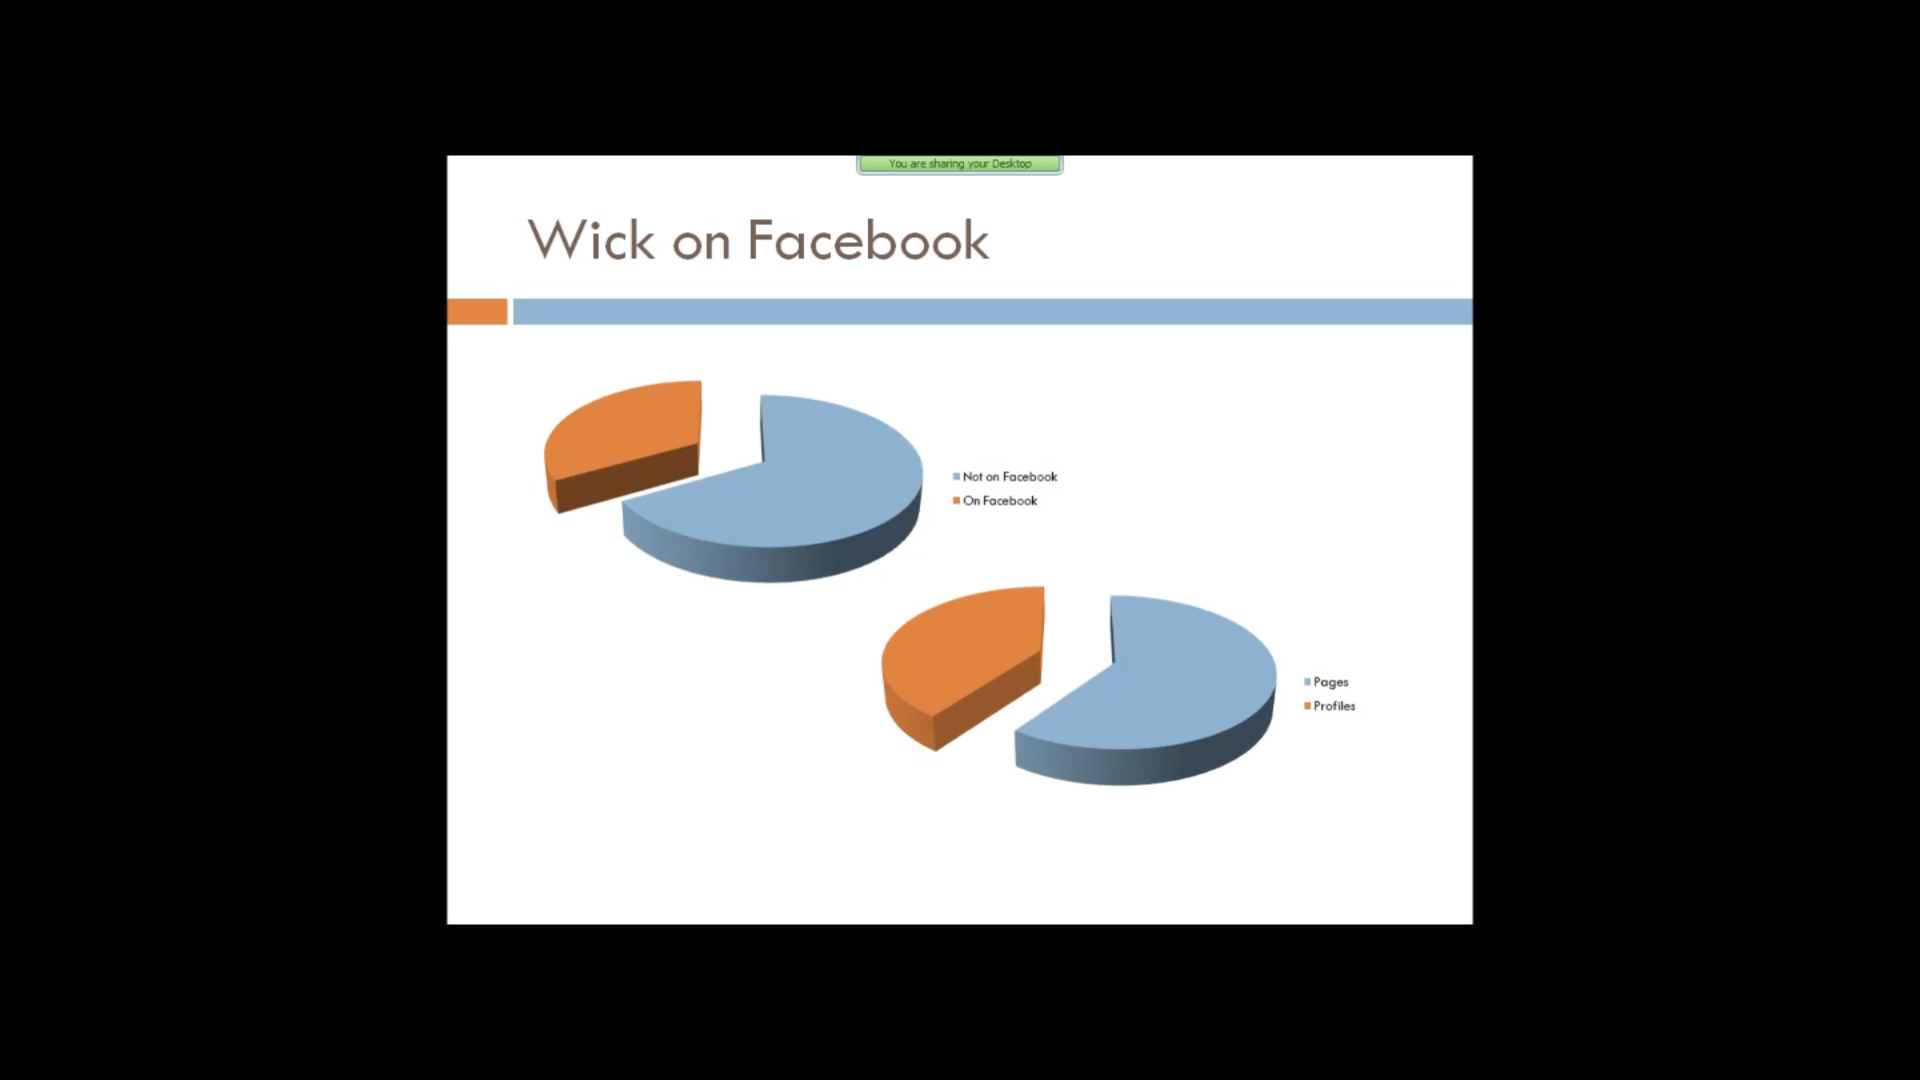 You are sharing your Desktop
Wick on Facebook
Not on Facebook
On Facebook
Pages
Profiles